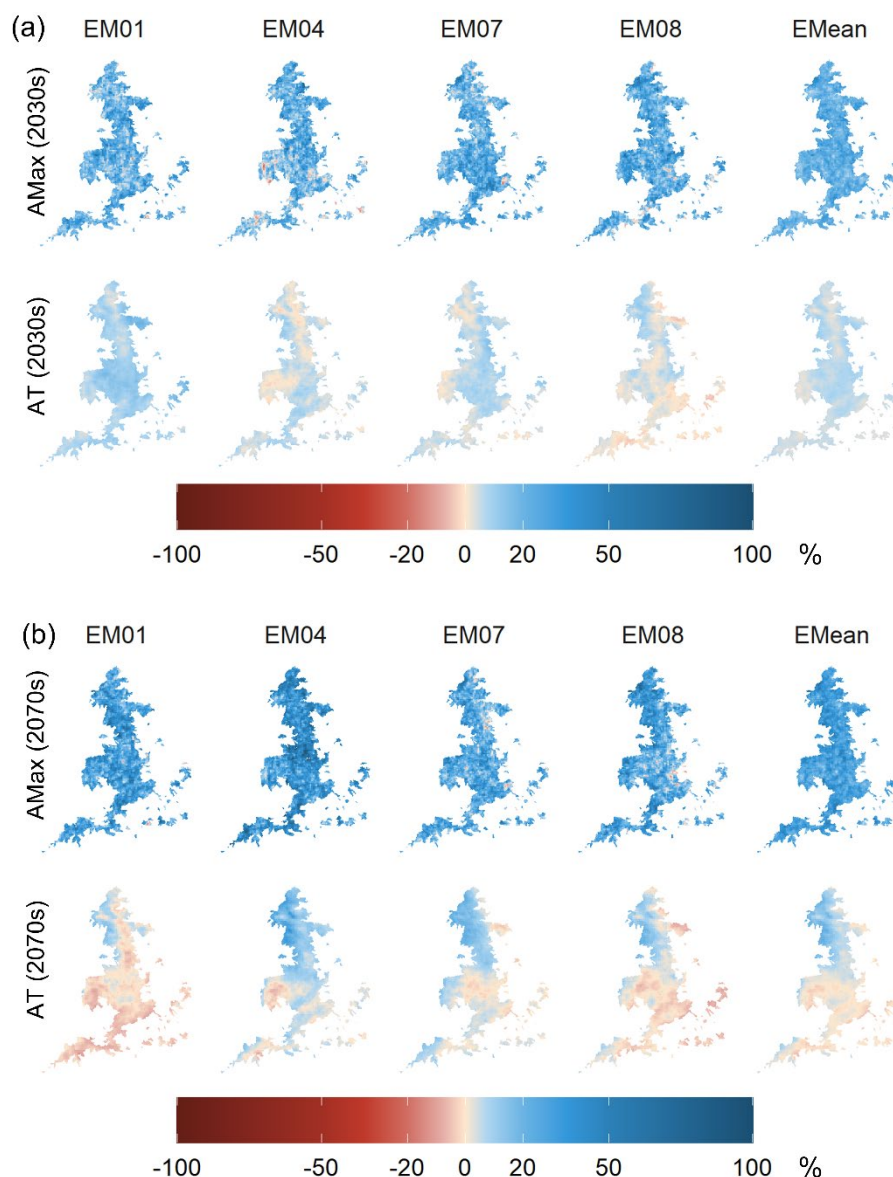 (a) EM01 EM04 EM07 EM08 EMean
AMax (2030s)
AT (2030s)
-100 -50 -20 0 20 50 100 %
(b) EM01 EM04 EM07 EM08 EMean
AMax (2070s)
AT (2070s)
-100 -50 -20 0 20 50 100 %